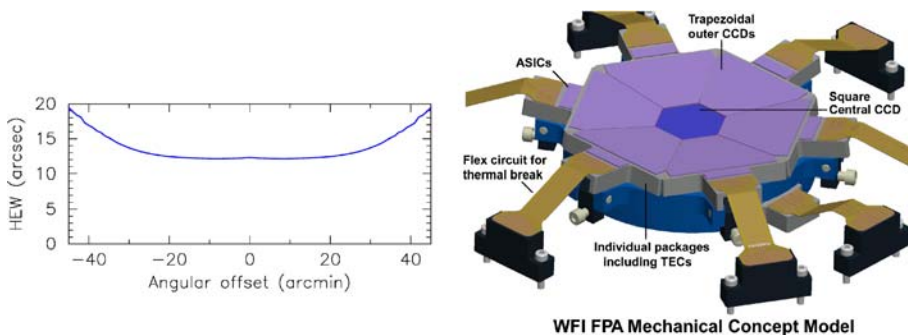 HEW (arcsec)
20
15
10
5
0
−40
−20
0
20
40
Angular offset (arcmin)
Trapezoidal
outer CCDs
ASICs
Square
Central CCD
Flex circuit for
thermal break
Individual packages
including TECs
WFI FPA Mechanical Concept Model